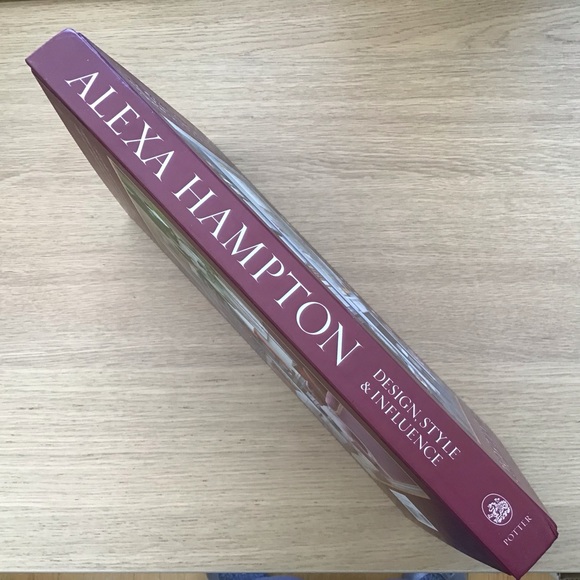 ALEXA HAMPTON
DESIGN, STYLE
& INFLUENCE
POTTER